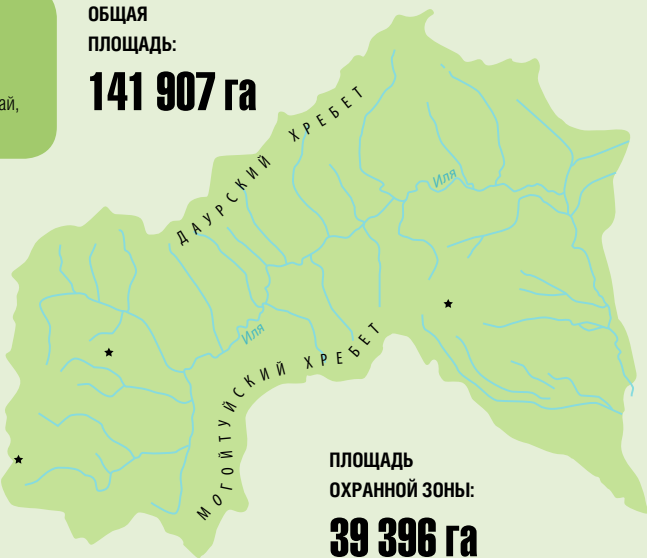 ОБЩАЯ
ПЛОЩАДЬ:
141 907 га
ай,
ДАУРСКИЙ ХРЕБЕТ
Иля
Иля
МОГОЙТУЙСКИЙ ХРЕБЕТ
ПЛОЩАДЬ
ОХРАННОЙ ЗОНЫ:
39 396 га